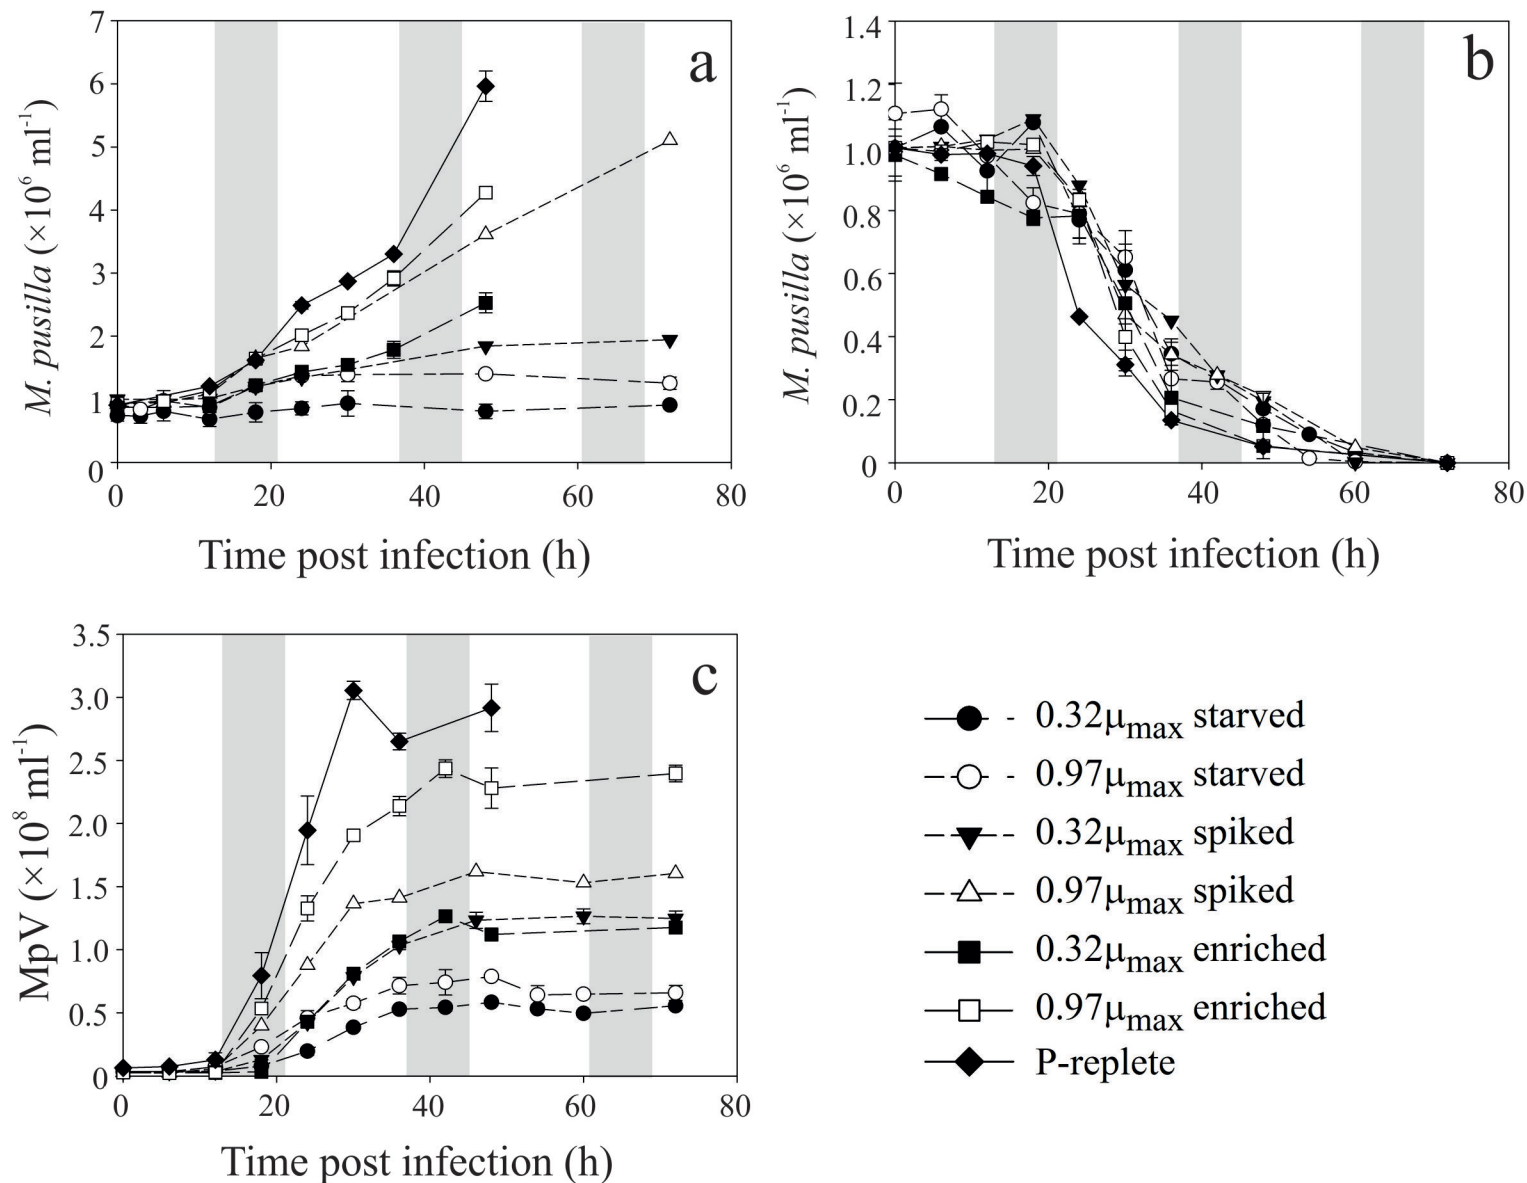 a
7
6
5
4
3
2
1
0
M. pusilla (×10⁶ ml⁻¹)
0 20 40 60 80
Time post infection (h)
b
1.4
1.2
1.0
0.8
0.6
0.4
0.2
0
M. pusilla (×10⁶ ml⁻¹)
0 20 40 60 80
Time post infection (h)
c
3.5
3.0
2.5
2.0
1.5
1.0
0.5
0
MpV (×10⁸ ml⁻¹)
0 20 40 60 80
Time post infection (h)
0.32μmax starved
0.97μmax starved
0.32μmax spiked
0.97μmax spiked
0.32μmax enriched
0.97μmax enriched
P-replete